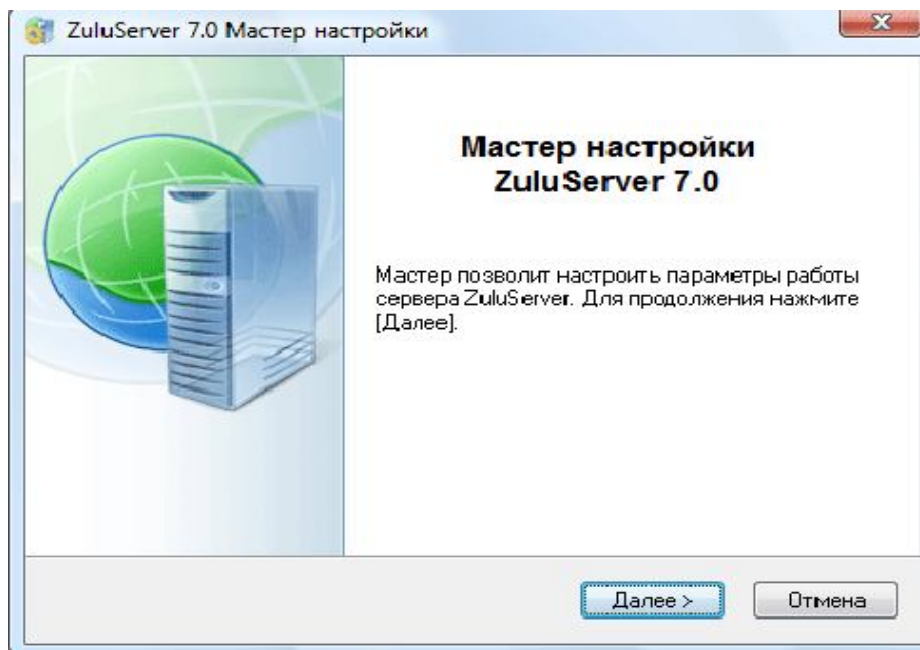 ZuluServer 7.0 Мастер настройки
Мастер настройки
ZuluServer 7.0
Мастер позволит настроить параметры работы
сервера ZuluServer. Для продолжения нажмите
[Далее].
Далее >
Отмена